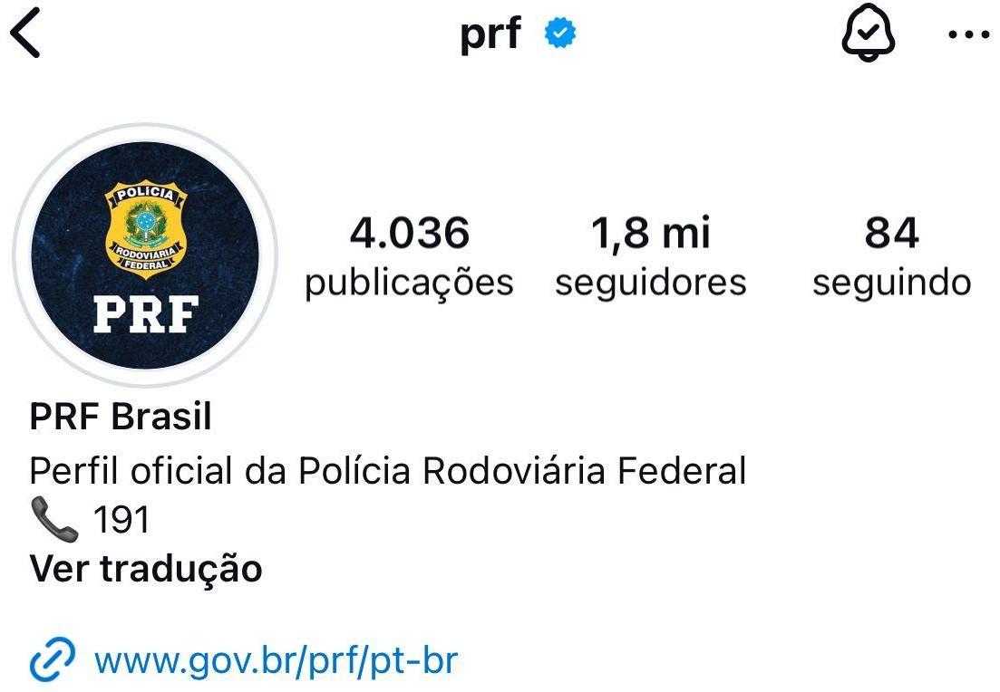 prf
POLÍCIA
RODOVIÁRIA
FEDERAL
PRF
4.036
publicações
1,8 mi
seguidores
84
seguindo
PRF Brasil
Perfil oficial da Polícia Rodoviária Federal
📞 191
Ver tradução
www.gov.br/prf/pt-br